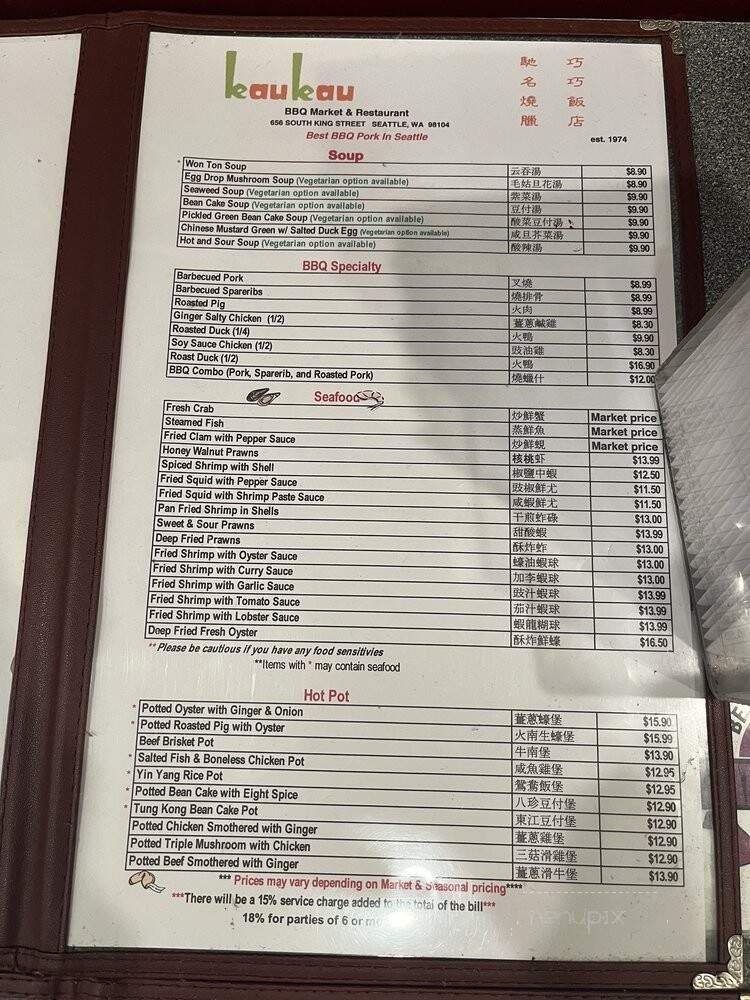 kau kau
馳 巧
名 巧
燒 飯
臘 店
BBQ Market & Restaurant
656 SOUTH KING STREET SEATTLE, WA 98104
Best BBQ Pork In Seattle
est. 1974
Soup
* Won Ton Soup 云吞湯 $8.90
Egg Drop Mushroom Soup (Vegetarian option available) 毛姑旦花湯 $8.90
Seaweed Soup (Vegetarian option available) 紫菜湯 $9.90
Bean Cake Soup (Vegetarian option available) 豆付湯 $9.90
Pickled Green Bean Cake Soup (Vegetarian option available) 酸菜豆付湯 $9.90
Chinese Mustard Green w/ Salted Duck Egg (Vegetarian option available) 咸旦芥菜湯 $9.90
Hot and Sour Soup (Vegetarian option available) 酸辣湯 $9.90
BBQ Specialty
Barbecued Pork 叉燒 $8.99
Barbecued Spareribs 燒排骨 $8.99
Roasted Pig 火肉 $8.99
Ginger Salty Chicken (1/2) 薑蔥鹹雞 $8.30
Roasted Duck (1/4) 火鴨 $9.90
Soy Sauce Chicken (1/2) 豉油雞 $8.30
Roast Duck (1/2) 火鴨 $16.90
BBQ Combo (Pork, Sparerib, and Roasted Pork) 燒蠟什 $12.00
Seafood
Fresh Crab 炒鮮蟹 Market price
Steamed Fish 蒸鮮魚 Market price
Fried Clam with Pepper Sauce 炒鮮蜆 Market price
Honey Walnut Prawns 核桃虾 $13.99
Spiced Shrimp with Shell 椒鹽中蝦 $12.50
Fried Squid with Pepper Sauce 豉椒鮮尤 $11.50
Fried Squid with Shrimp Paste Sauce 咸蝦鮮尤 $11.50
Pan Fried Shrimp in Shells 干煎蚱碌 $13.00
Sweet & Sour Prawns 甜酸蝦 $13.99
Deep Fried Prawns 酥炸蚱 $13.00
Fried Shrimp with Oyster Sauce 蠔油蝦球 $13.00
Fried Shrimp with Curry Sauce 加李蝦球 $13.00
Fried Shrimp with Garlic Sauce 豉汁蝦球 $13.99
Fried Shrimp with Tomato Sauce 茄汁蝦球 $13.99
Fried Shrimp with Lobster Sauce 蝦龍糊球 $13.99
Deep Fried Fresh Oyster 酥炸鮮蠔 $16.50
** Please be cautious if you have any food sensitivies
**Items with * may contain seafood
Hot Pot
* Potted Oyster with Ginger & Onion 薑蔥蠔堡 $15.90
* Potted Roasted Pig with Oyster 火南生蠔堡 $15.99
Beef Brisket Pot 牛南堡 $13.90
* Salted Fish & Boneless Chicken Pot 咸魚雞堡 $12.95
* Yin Yang Rice Pot 鴛鴦飯堡 $12.95
* Potted Bean Cake with Eight Spice 八珍豆付堡 $12.90
* Tung Kong Bean Cake Pot 東江豆付堡 $12.90
Potted Chicken Smothered with Ginger 薑蔥雞堡 $12.90
Potted Triple Mushroom with Chicken 三菇滑雞堡 $12.90
Potted Beef Smothered with Ginger 薑蔥滑牛堡 $13.90
*** Prices may vary depending on Market & Seasonal pricing****
***There will be a 15% service charge added to the total of the bill***
18% for parties of 6 or mo
menupix